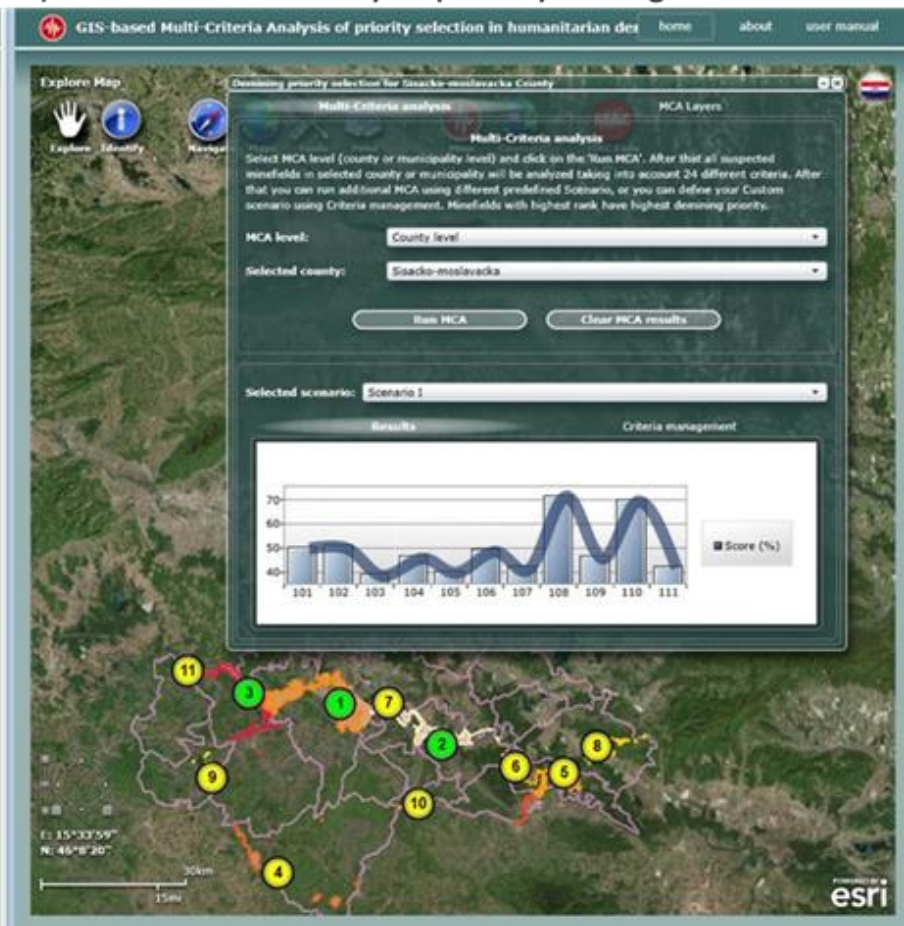 GIS-based Multi-Criteria Analysis of priority selection in humanitarian der
home
about
user manual
Explore Map
Demining priority selection for Sisacko-moslavacka County
Explore
Identify
Navigat
Multi-Criteria analysis
MCA Layers
Multi-Criteria analysis
Select MCA level (county or municipality level) and click on the 'Run MCA'. After that all suspected
minefields in selected county or municipality will be analyzed taking into account 24 different criteria. After
that you can run additional MCA using different predefined Scenario, or you can define your Custom
scenario using Criteria management. Minefields with highest rank have highest demining priority.
MCA level:
County level
Selected county:
Sisacko-moslavacka
Run MCA
Clear MCA results
Selected scenario:
Scenario 1
Results
Criteria management
70
60
50
40
101 102 103 104 105 106 107 108 109 110 111
Score (%)
11
3
1
7
2
8
6
5
9
10
4
E: 15°33'59"
N: 46°8'20"
30km
15mi
POWERED BY
esri